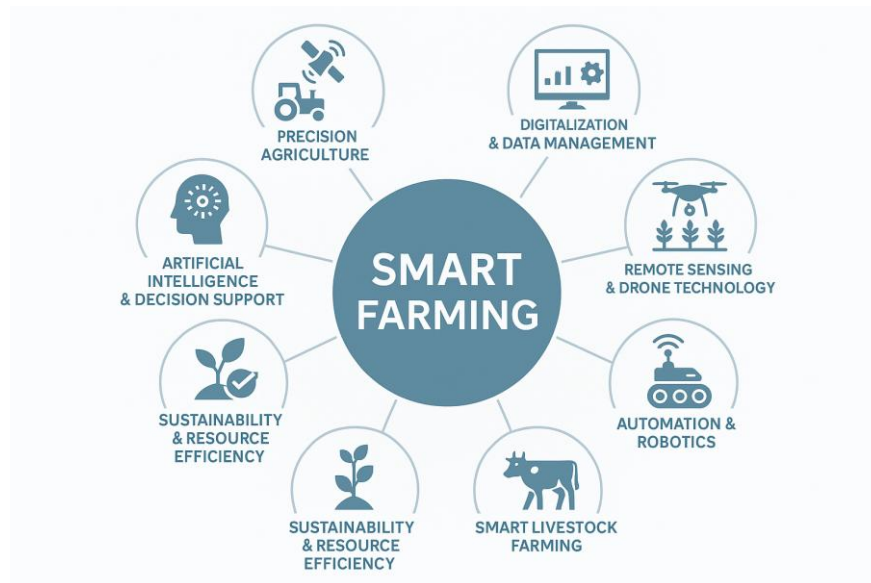 PRECISION
AGRICULTURE
DIGITALIZATION
& DATA MANAGEMENT
ARTIFICIAL
INTELLIGENCE
& DECISION SUPPORT
SMART
FARMING
REMOTE SENSING
& DRONE TECHNOLOGY
SUSTAINABILITY
& RESOURCE
EFFICIENCY
AUTOMATION &
ROBOTICS
SUSTAINABILITY
& RESOURCE
EFFICIENCY
SMART LIVESTOCK
FARMING